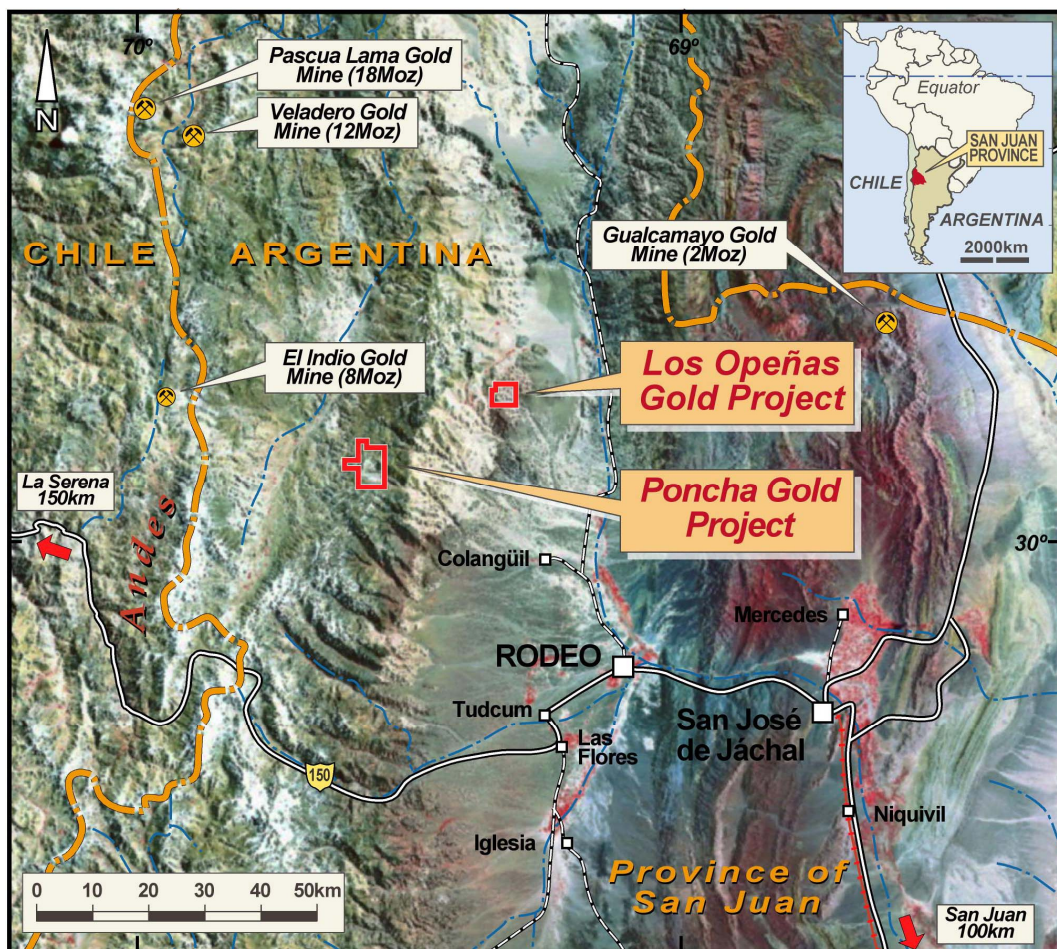 70º
69º
N
Pascua Lama Gold
Mine (18Moz)
Veladero Gold
Mine (12Moz)
Equator
SAN JUAN
PROVINCE
CHILE
ARGENTINA
2000km
CHILE
ARGENTINA
Gualcamayo Gold
Mine (2Moz)
El Indio Gold
Mine (8Moz)
Los Opeñas
Gold Project
Poncha Gold
Project
La Serena
150km
Andes
30º
Colangüil
Mercedes
RODEO
Tudcum
San José
de Jáchal
Las
Flores
150
Niquivil
Iglesia
Province of
San Juan
0 10 20 30 40 50km
San Juan
100km